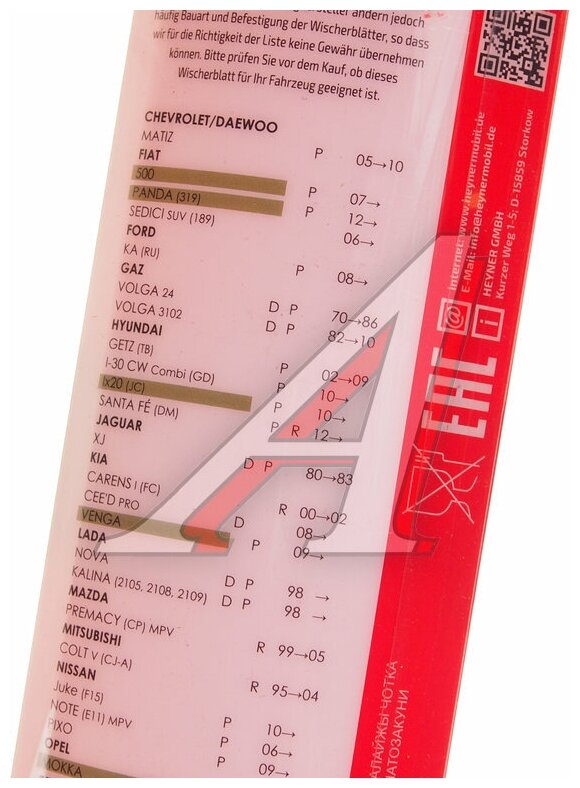 häufig Bauart und Befestigung der Wischerblätter, so dass
wir für die Richtigkeit der Liste keine Gewähr übernehmen
können. Bitte prüfen Sie vor dem Kauf, ob dieses
Wischerblatt für Ihr Fahrzeug geeignet ist.
CHEVROLET/DAEWOO
MATIZ P 05→10
FIAT
500 P 07→
PANDA (319) P 12→
SEDICI SUV (189) 06→
FORD
KA (RU) P 08→
GAZ
VOLGA 24 D P 70→86
VOLGA 3102 D P 82→10
HYUNDAI
GETZ (TB) P 02→09
I-30 CW Combi (GD) P 10→
Ix20 (JC) P 10→
SANTA FÉ (DM) P R 12→
JAGUAR
XJ D P 80→83
KIA
CARENS I (FC) R 00→02
CEE'D PRO D 08→
VENGA P 09→
LADA
NOVA D P 98 →
KALINA (2105, 2108, 2109) D P 98 →
MAZDA
PREMACY (CP) MPV R 99→05
MITSUBISHI
COLT V (CJ-A) R 95→04
NISSAN
Juke (F15) P 10→
NOTE (E11) MPV P 06→
PIXO P 09→
OPEL
MOKKA
internet: www.heynermobil.de
E-Mail: info@heynermobil.de
HEYNER GMBH
Kurzer Weg 1-5, D-15859 Storkow
@
i
EAC